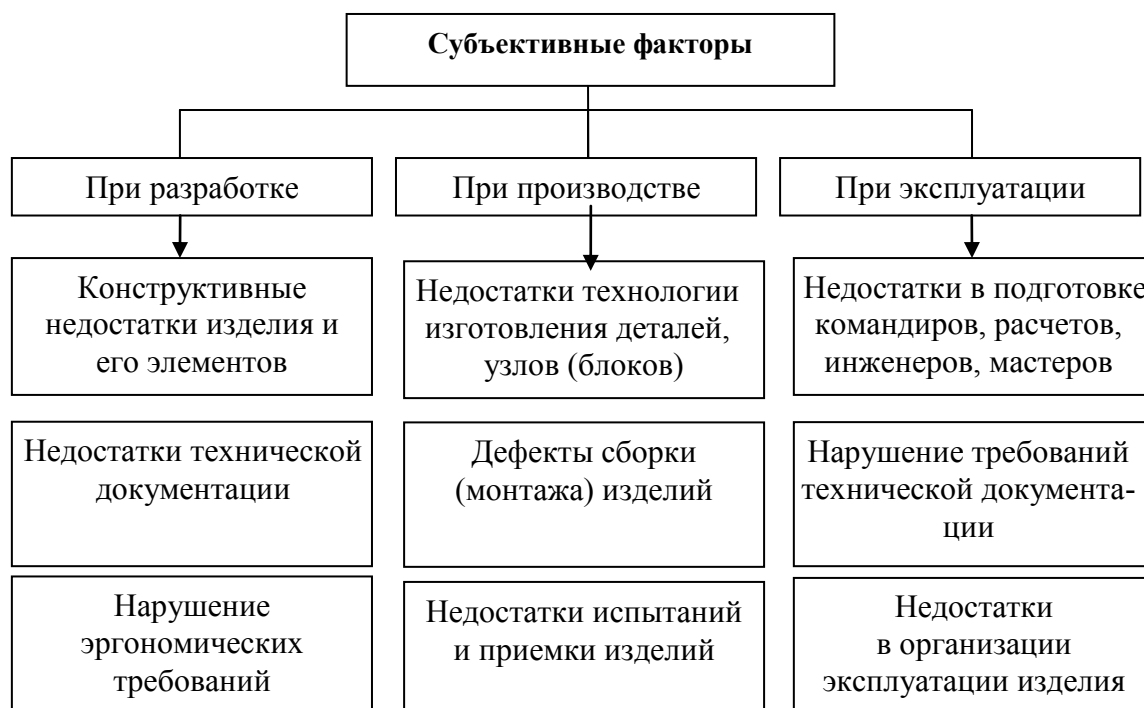 Субъективные факторы
При разработке
При производстве
При эксплуатации
Конструктивные
недостатки изделия и
его элементов
Недостатки технологии
изготовления деталей,
узлов (блоков)
Недостатки в подготовке
командиров, расчетов,
инженеров, мастеров
Недостатки технической
документации
Дефекты сборки
(монтажа) изделий
Нарушение требований
технической документа-
ции
Нарушение
эргономических
требований
Недостатки испытаний
и приемки изделий
Недостатки
в организации
эксплуатации изделия